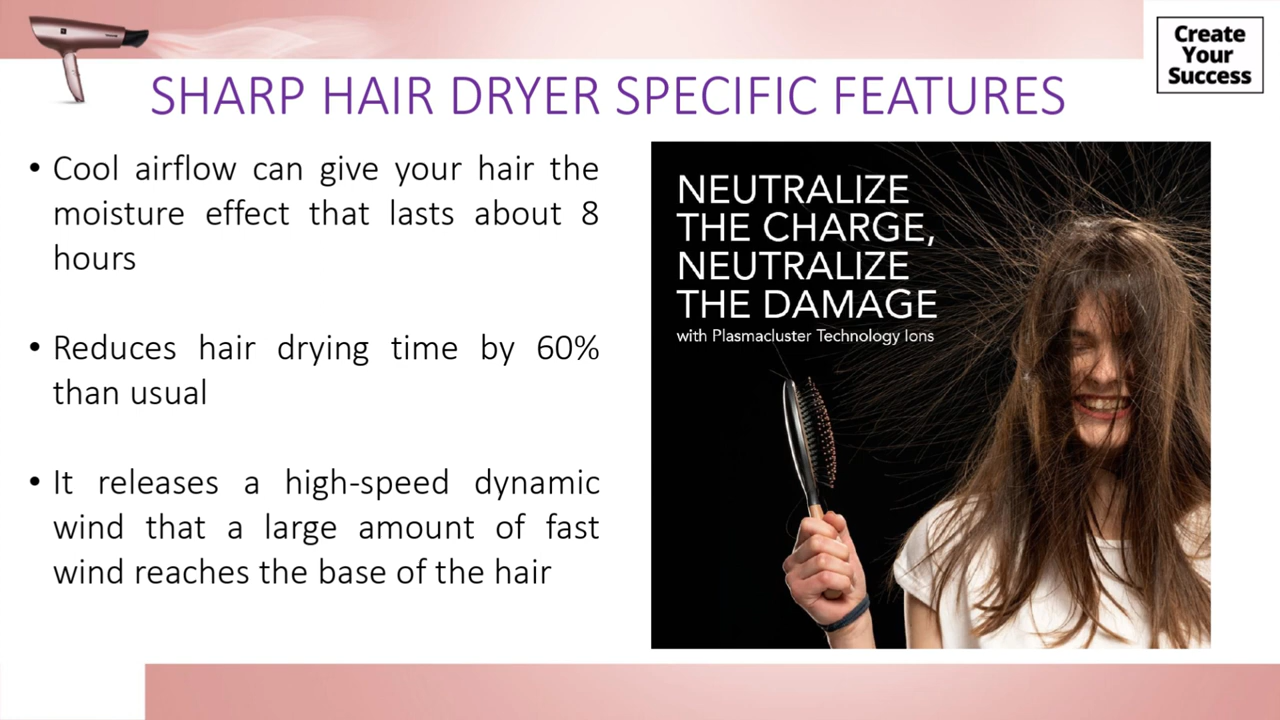 Create
Your
Success
SHARP HAIR DRYER SPECIFIC FEATURES
• Cool airflow can give your hair the
moisture effect that lasts about 8
hours
• Reduces hair drying time by 60%
than usual
• It releases a high-speed dynamic
wind that a large amount of fast
wind reaches the base of the hair
NEUTRALIZE
THE CHARGE,
NEUTRALIZE
THE DAMAGE
with Plasmacluster Technology Ions